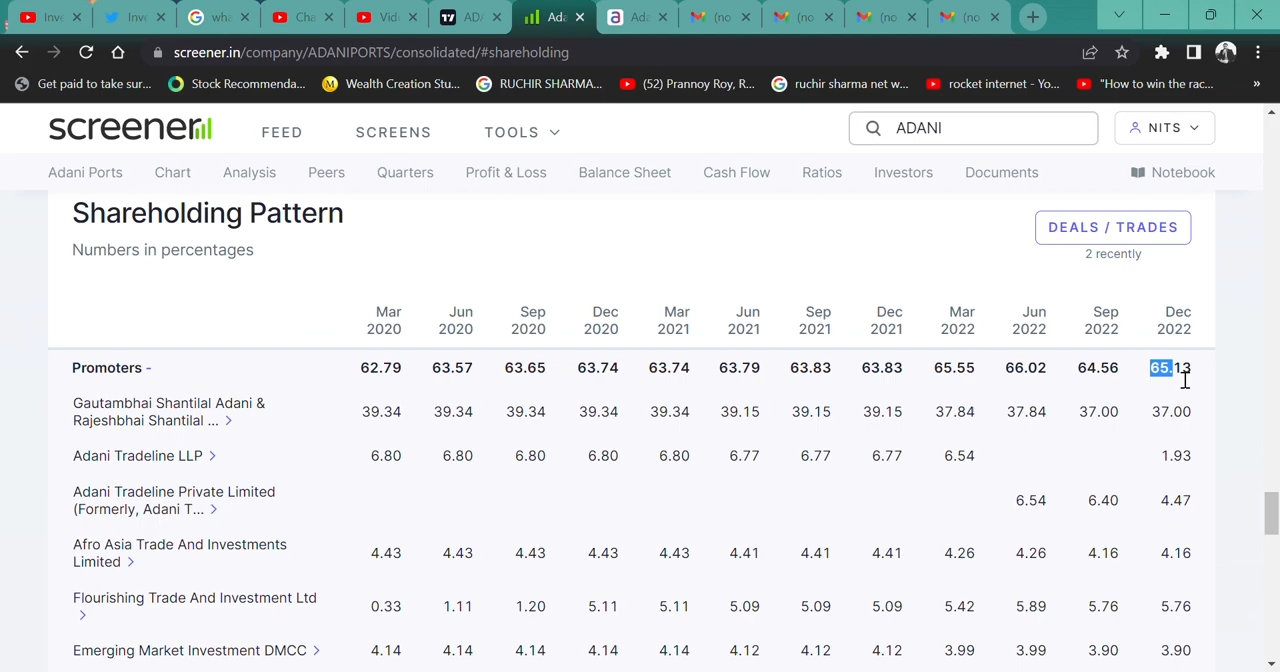 Inve
Inve
wha
Cha
Vid
ADA
Ada
Ada
(no
(no
(no
(no
screener.in/company/ADANIPORTS/consolidated/#shareholding
Get paid to take sur...
Stock Recommenda...
Wealth Creation Stu...
RUCHIR SHARMA...
(52) Prannoy Roy, R...
ruchir sharma net w...
rocket internet - Yo...
"How to win the rac...
»
screener
FEED
SCREENS
TOOLS
ADANI
NITS
Adani Ports
Chart
Analysis
Peers
Quarters
Profit & Loss
Balance Sheet
Cash Flow
Ratios
Investors
Documents
Notebook
Shareholding Pattern
DEALS / TRADES
Numbers in percentages
2 recently
Mar 2020 Jun 2020 Sep 2020 Dec 2020 Mar 2021 Jun 2021 Sep 2021 Dec 2021 Mar 2022 Jun 2022 Sep 2022 Dec 2022
Promoters - 62.79 63.57 63.65 63.74 63.74 63.79 63.83 63.83 65.55 66.02 64.56 65.13
Gautambhai Shantilal Adani &
Rajeshbhai Shantilal ... > 39.34 39.34 39.34 39.34 39.34 39.15 39.15 39.15 37.84 37.84 37.00 37.00
Adani Tradeline LLP > 6.80 6.80 6.80 6.80 6.80 6.77 6.77 6.77 6.54 1.93
Adani Tradeline Private Limited
(Formerly, Adani T... > 6.54 6.40 4.47
Afro Asia Trade And Investments
Limited > 4.43 4.43 4.43 4.43 4.43 4.41 4.41 4.41 4.26 4.26 4.16 4.16
Flourishing Trade And Investment Ltd
> 0.33 1.11 1.20 5.11 5.11 5.09 5.09 5.09 5.42 5.89 5.76 5.76
Emerging Market Investment DMCC > 4.14 4.14 4.14 4.14 4.14 4.12 4.12 4.12 3.99 3.99 3.90 3.90